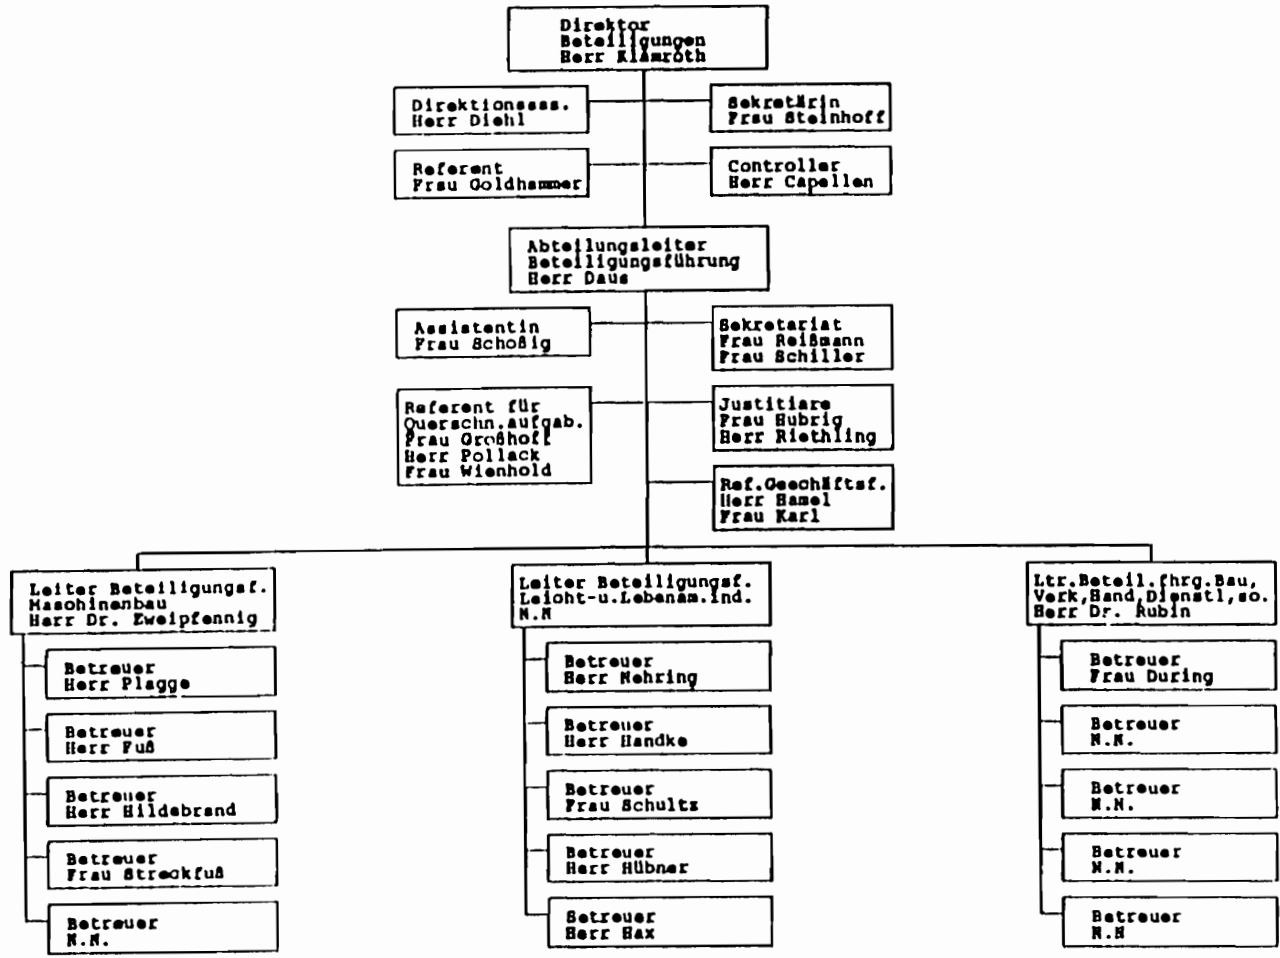 Direktor
Beteiligungen
Herr Klamroth
Direktionsass.
Herr Diehl
Sekretärin
Frau Steinhoff
Referent
Frau Goldhammer
Controller
Herr Capellen
Abteilungsleiter
Beteiligungsführung
Herr Daus
Assistentin
Frau Schoßig
Sekretariat
Frau Reißmann
Frau Schiller
Referent für
Querschn.aufgab.
Frau Großhoff
Herr Pollack
Frau Wienhold
Justitiare
Frau Hubrig
Herr Riethling
Ref.Geschäftsf.
Herr Hamel
Frau Karl
Leiter Beteiligungsf.
Maschinenbau
Herr Dr. Zweipfennig
Betreuer
Herr Plagge
Betreuer
Herr Fuß
Betreuer
Herr Hildebrand
Betreuer
Frau Streckfuß
Betreuer
N.N.
Leiter Beteiligungsf.
Leicht-u.Lebensm.Ind.
N.N
Betreuer
Herr Nehring
Betreuer
Herr Handke
Betreuer
Frau Schultz
Betreuer
Herr Hübner
Betreuer
Herr Hax
Ltr.Beteil.fhrg.Bau,
Verk,Hand,Dienstl,so.
Herr Dr. Rubin
Betreuer
Frau During
Betreuer
N.N.
Betreuer
N.N.
Betreuer
N.N.
Betreuer
N.N